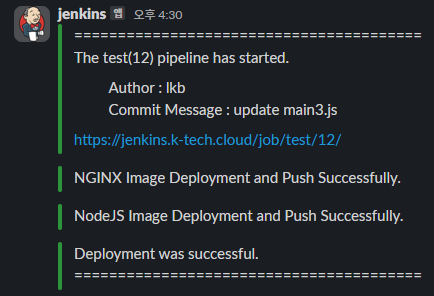 jenkins 앱 오후 4:30
==========================================
The test(12) pipeline has started.
Author : lkb
Commit Message : update main3.js
https://jenkins.k-tech.cloud/job/test/12/
NGINX Image Deployment and Push Successfully.
NodeJS Image Deployment and Push Successfully.
Deployment was successful.
==========================================